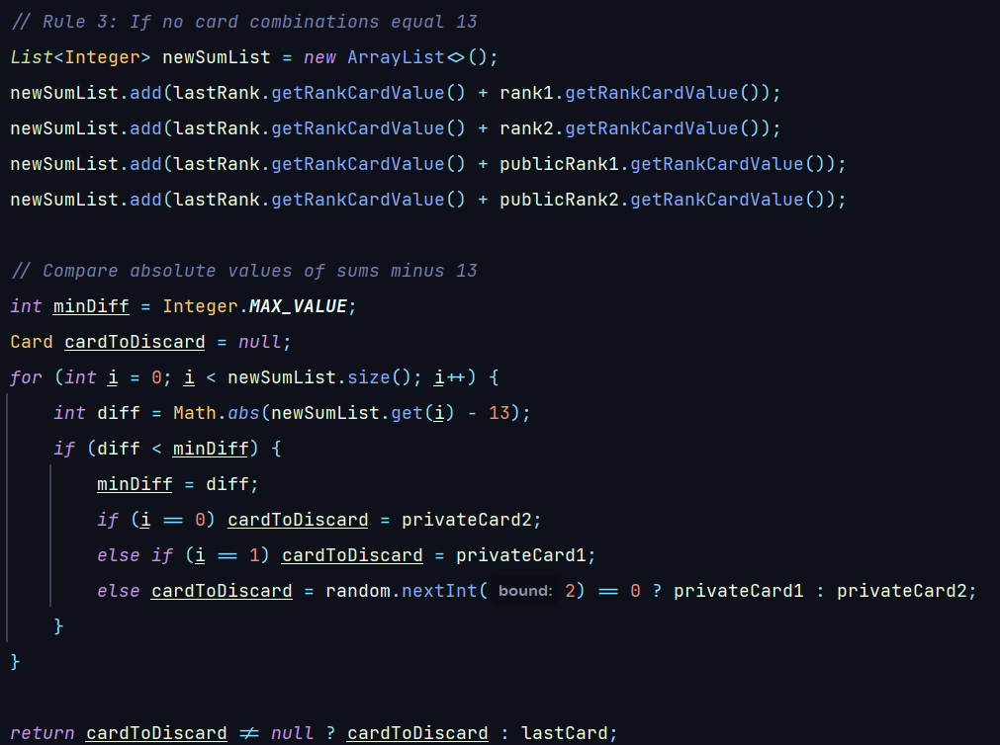 // Rule 3: If no card combinations equal 13
List<Integer> newSumList = new ArrayList<>();
newSumList.add(lastRank.getRankCardValue() + rank1.getRankCardValue());
newSumList.add(lastRank.getRankCardValue() + rank2.getRankCardValue());
newSumList.add(lastRank.getRankCardValue() + publicRank1.getRankCardValue());
newSumList.add(lastRank.getRankCardValue() + publicRank2.getRankCardValue());
// Compare absolute values of sums minus 13
int minDiff = Integer.MAX_VALUE;
Card cardToDiscard = null;
for (int i = 0; i < newSumList.size(); i++) {
    int diff = Math.abs(newSumList.get(i) - 13);
    if (diff < minDiff) {
        minDiff = diff;
        if (i == 0) cardToDiscard = privateCard2;
        else if (i == 1) cardToDiscard = privateCard1;
        else cardToDiscard = random.nextInt( bound: 2) == 0 ? privateCard1 : privateCard2;
    }
}
return cardToDiscard != null ? cardToDiscard : lastCard;